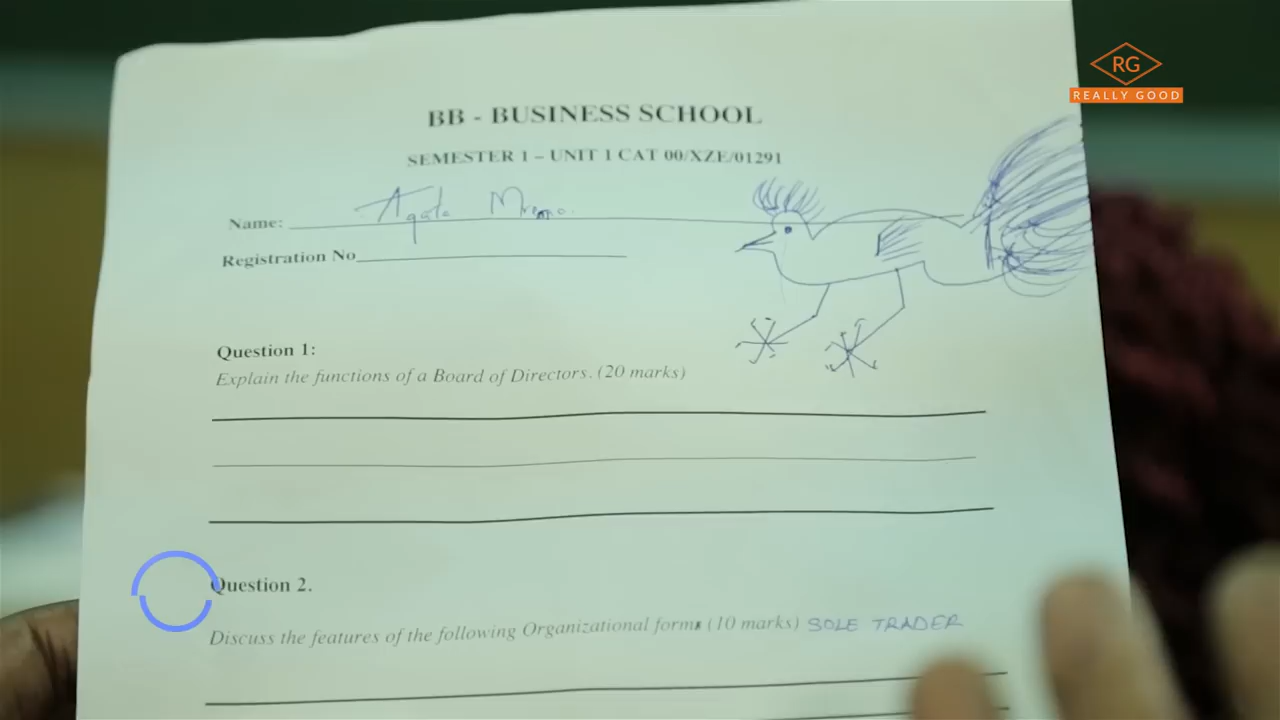 RG
REALLY GOOD
BB - BUSINESS SCHOOL
SEMESTER 1 – UNIT 1 CAT 00/XZE/01291
Name: Agata
Registration No
Question 1:
Explain the functions of a Board of Directors. (20 marks)
Question 2.
Discuss the features of the following Organizational forms (10 marks) SOLE TRADER